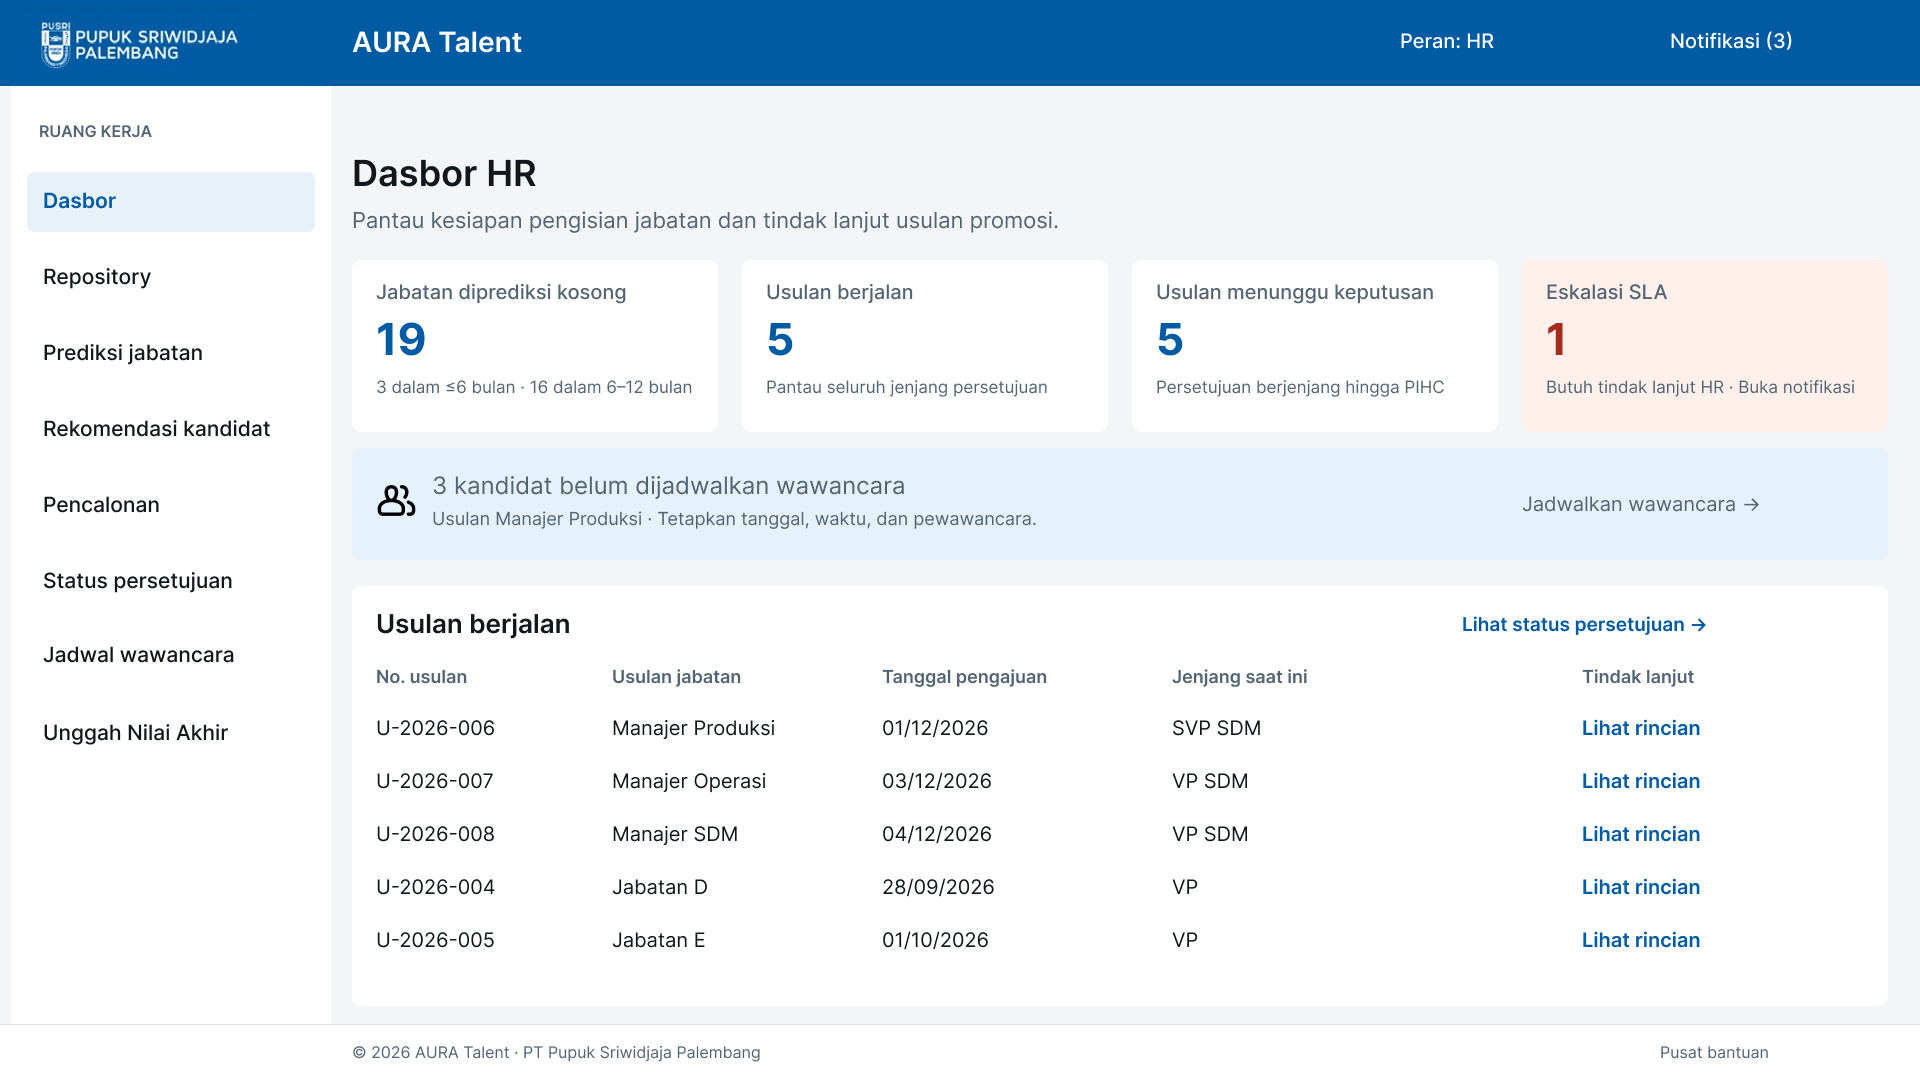 PUSRI
PUPUK SRIWIDJAJA
PALEMBANG
AURA Talent
Peran: HR
Notifikasi (3)
RUANG KERJA
Dasbor
Repository
Prediksi jabatan
Rekomendasi kandidat
Pencalonan
Status persetujuan
Jadwal wawancara
Unggah Nilai Akhir
Dasbor HR
Pantau kesiapan pengisian jabatan dan tindak lanjut usulan promosi.
Jabatan diprediksi kosong
19
3 dalam ≤6 bulan · 16 dalam 6–12 bulan
Usulan berjalan
5
Pantau seluruh jenjang persetujuan
Usulan menunggu keputusan
5
Persetujuan berjenjang hingga PIHC
Eskalasi SLA
1
Butuh tindak lanjut HR · Buka notifikasi
3 kandidat belum dijadwalkan wawancara
Usulan Manajer Produksi · Tetapkan tanggal, waktu, dan pewawancara.
Jadwalkan wawancara →
Usulan berjalan
Lihat status persetujuan →
No. usulan Usulan jabatan Tanggal pengajuan Jenjang saat ini Tindak lanjut
U-2026-006 Manajer Produksi 01/12/2026 SVP SDM Lihat rincian
U-2026-007 Manajer Operasi 03/12/2026 VP SDM Lihat rincian
U-2026-008 Manajer SDM 04/12/2026 VP SDM Lihat rincian
U-2026-004 Jabatan D 28/09/2026 VP Lihat rincian
U-2026-005 Jabatan E 01/10/2026 VP Lihat rincian
© 2026 AURA Talent · PT Pupuk Sriwidjaja Palembang
Pusat bantuan